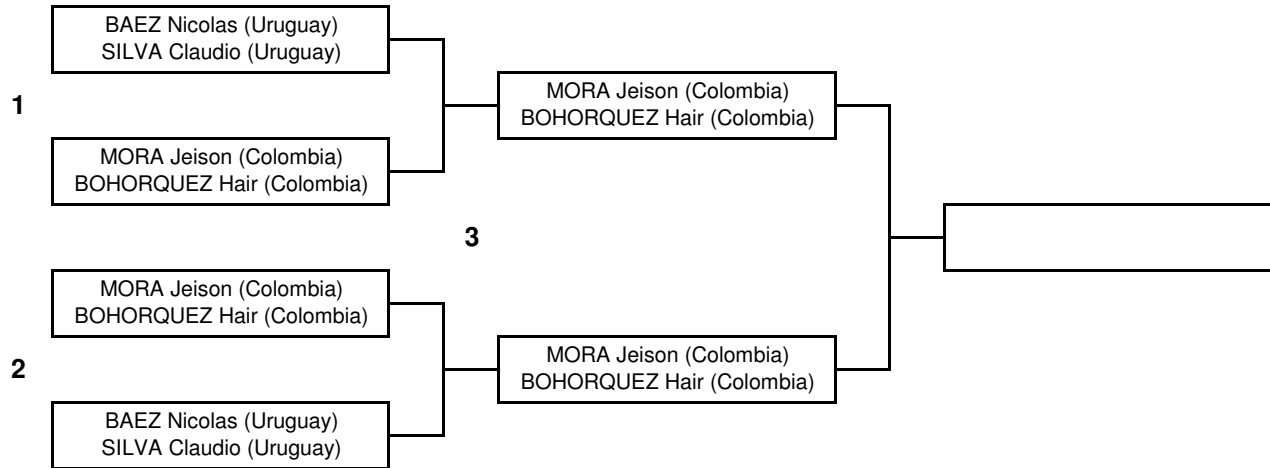 BAEZ Nicolas (Uruguay)
SILVA Claudio (Uruguay)
1
MORA Jeison (Colombia)
BOHORQUEZ Hair (Colombia)
MORA Jeison (Colombia)
BOHORQUEZ Hair (Colombia)
3
MORA Jeison (Colombia)
BOHORQUEZ Hair (Colombia)
2
BAEZ Nicolas (Uruguay)
SILVA Claudio (Uruguay)
MORA Jeison (Colombia)
BOHORQUEZ Hair (Colombia)